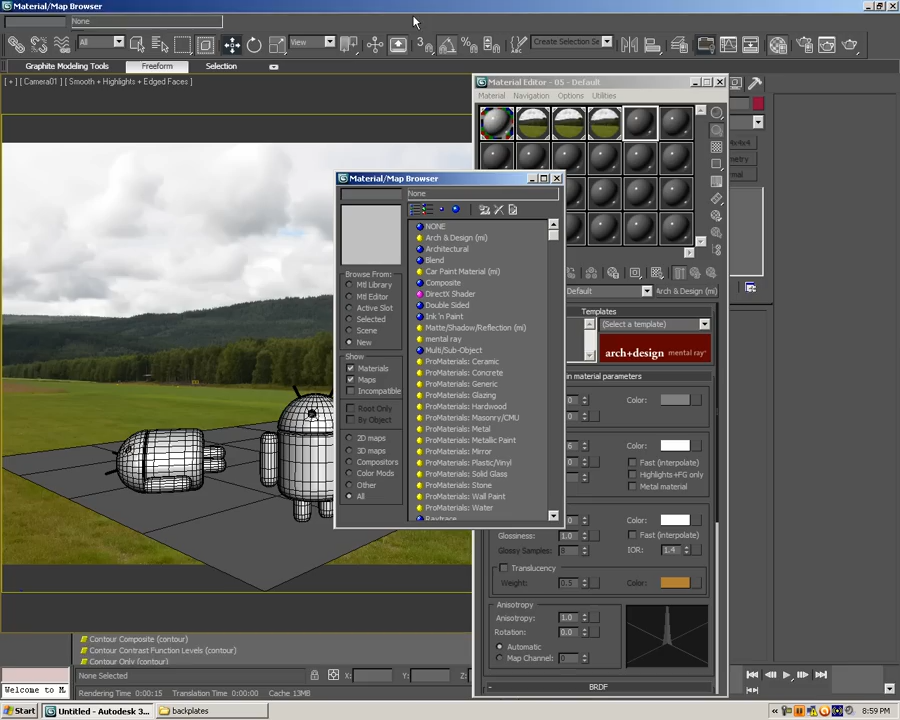 Material/Map Browser
None
All
View
3
Create Selection Se
Graphite Modeling Tools Freeform Selection
[ + ] [ Camera01 ] [ Smooth + Highlights + Edged Faces ]
Material Editor - 05 - Default
Material Navigation Options Utilities
Material/Map Browser
None
Browse From:
Mtl Library
Mtl Editor
Active Slot
Selected
Scene
New
Show
Materials
Maps
Incompatible
Root Only
By Object
2D maps
3D maps
Compositors
Color Mods
Other
All
NONE
Arch & Design (mi)
Architectural
Blend
Car Paint Material (mi)
Composite
DirectX Shader
Double Sided
Ink 'n Paint
Matte/Shadow/Reflection (mi)
mental ray
Multi/Sub-Object
ProMaterials: Ceramic
ProMaterials: Concrete
ProMaterials: Generic
ProMaterials: Glazing
ProMaterials: Hardwood
ProMaterials: Masonry/CMU
ProMaterials: Metal
ProMaterials: Metallic Paint
ProMaterials: Mirror
ProMaterials: Plastic/Vinyl
ProMaterials: Solid Glass
ProMaterials: Stone
ProMaterials: Wall Paint
ProMaterials: Water
Raytrace
Default Arch & Design (mi)
Templates
(Select a template)
arch+design mental ray
in material parameters
Color:
Color:
Fast (interpolate)
Highlights+FG only
Metal material
Color:
Glossiness: 1.0 Fast (interpolate)
Glossy Samples: 8 IOR: 1.4
Translucency
Weight: 0.5 Color:
Anisotropy
Anisotropy: 1.0
Rotation: 0.0
Automatic
Map Channel: 0
BRDF
4x4x4
metry
mal
Contour Composite (contour)
Contour Contrast Function Levels (contour)
Contour Only (contour)
None Selected X: Y: Z:
Welcome to M Rendering Time 0:00:15 Translation Time 0:00:00 Cache 13MB
Start Untitled - Autodesk 3... backplates 8:59 PM